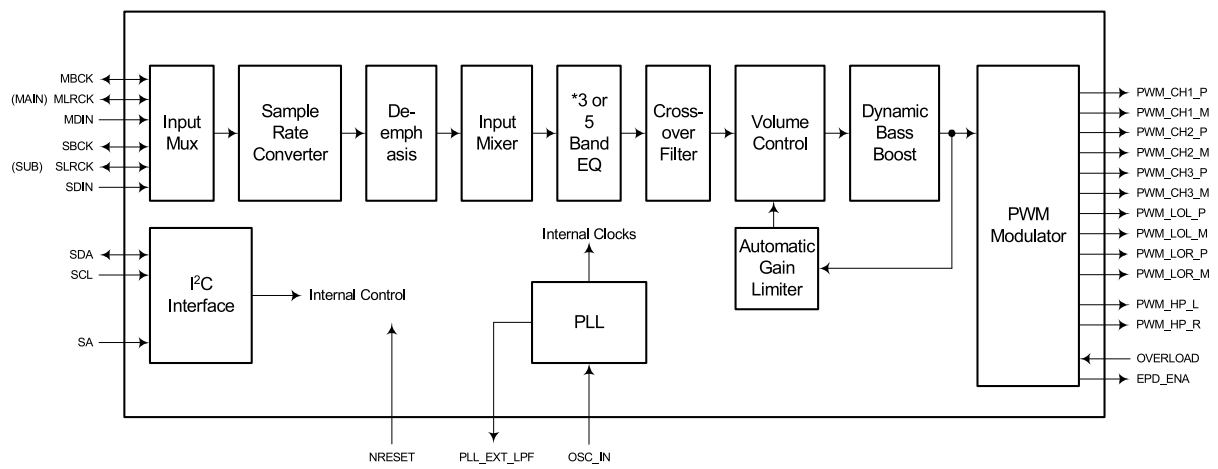 MBCK
(MAIN) MLRCK
MDIN
SBCK
(SUB) SLRCK
SDIN
Input
Mux
Sample
Rate
Converter
De-
emph
asis
Input
Mixer
*3 or
5
Band
EQ
Cross-
over
Filter
Volume
Control
Dynamic
Bass
Boost
PWM
Modulator
PWM_CH1_P
PWM_CH1_M
PWM_CH2_P
PWM_CH2_M
PWM_CH3_P
PWM_CH3_M
PWM_LOL_P
PWM_LOL_M
PWM_LOR_P
PWM_LOR_M
PWM_HP_L
PWM_HP_R
OVERLOAD
EPD_ENA
Automatic
Gain
Limiter
SDA
SCL
SA
I²C
Interface
Internal Control
Internal Clocks
PLL
NRESET
PLL_EXT_LPF
OSC_IN